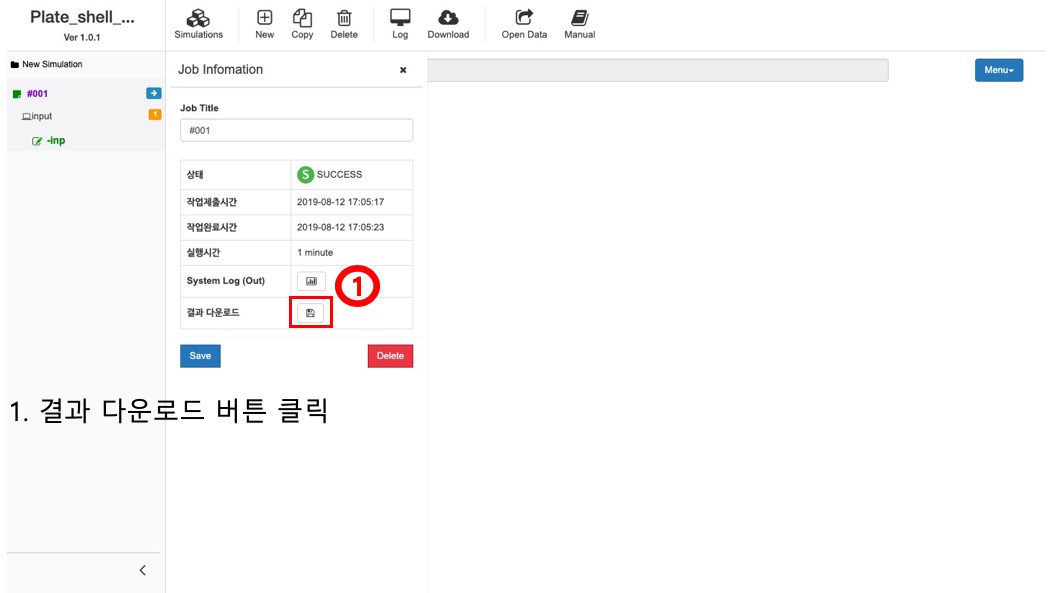 Plate_shell_...
Ver 1.0.1
Simulations
New
Copy
Delete
Log
Download
Open Data
Manual
New Simulation
#001
input
1
-inp
Job Infomation
×
Menu
Job Title
#001
상태
S SUCCESS
작업제출시간
2019-08-12 17:05:17
작업완료시간
2019-08-12 17:05:23
실행시간
1 minute
System Log (Out)
1
결과 다운로드
Save
Delete
1. 결과 다운로드 버튼 클릭